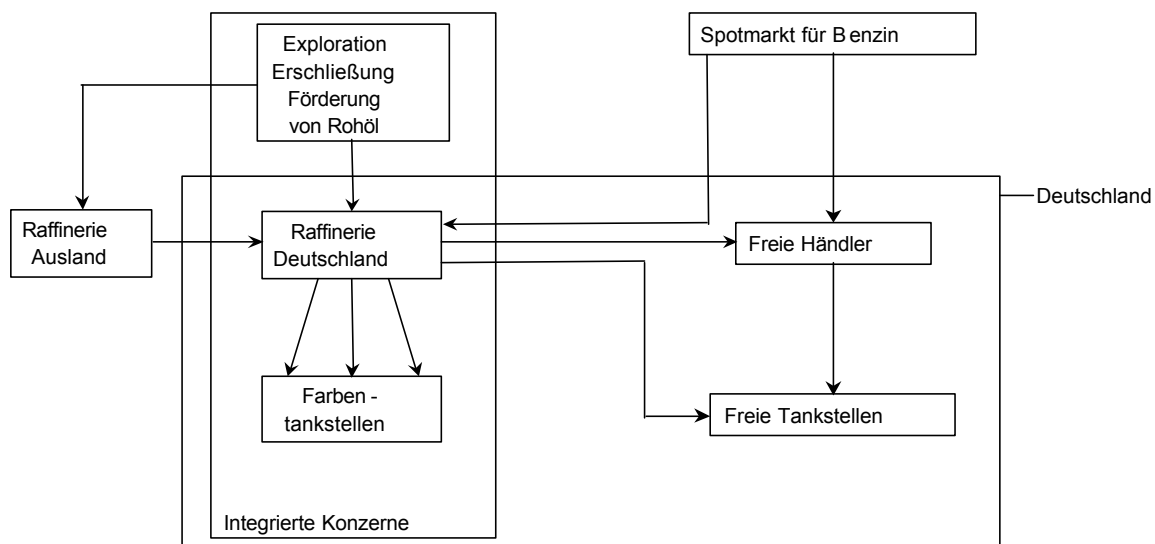 Exploration
Erschließung
Förderung
von Rohöl
Spotmarkt für Benzin
Deutschland
Raffinerie
Ausland
Raffinerie
Deutschland
Freie Händler
Farben -
tankstellen
Freie Tankstellen
Integrierte Konzerne